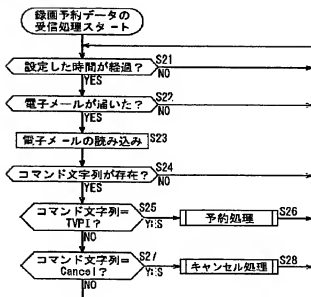 録画予約データの
受信処理スタート
設定した時間が経過?
S21
YES
NO
電子メールが届いた?
S22
YES
NO
電子メールの読み込み
S23
コマンド文字列が存在?
S24
YES
NO
コマンド文字列=
TVPI?
S25
YES
NO
予約処理
S26
コマンド文字列=
Cancel?
S27
YES
NO
キャンセル処理
S28